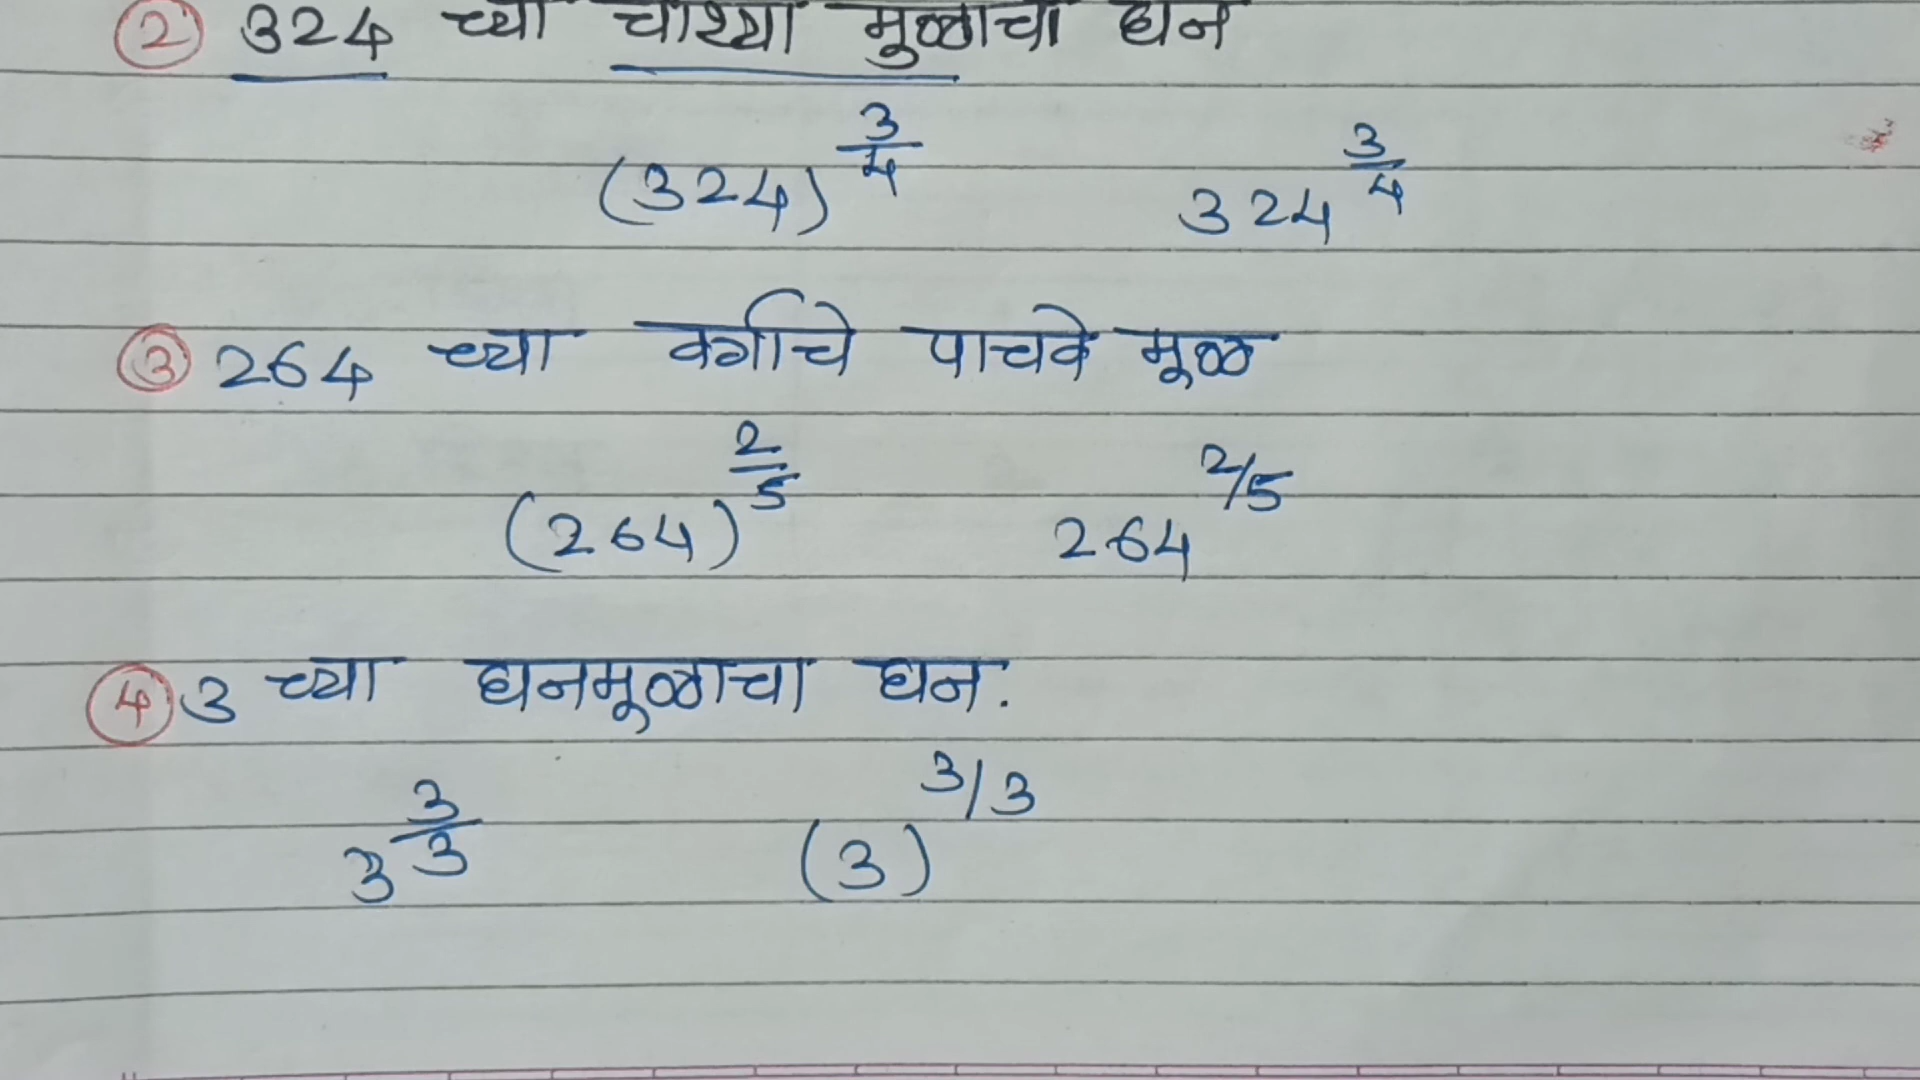 ② 324 च्या चौथ्या मुळाचा घन
(324)^{3/4} 324^{3/4}
③ 264 च्या वर्गाचे पाचवे मूळ
(264)^{2/5} 264^{2/5}
④ 3 च्या घनमूळाचा घन.
3^{3/3} (3)^{3/3}